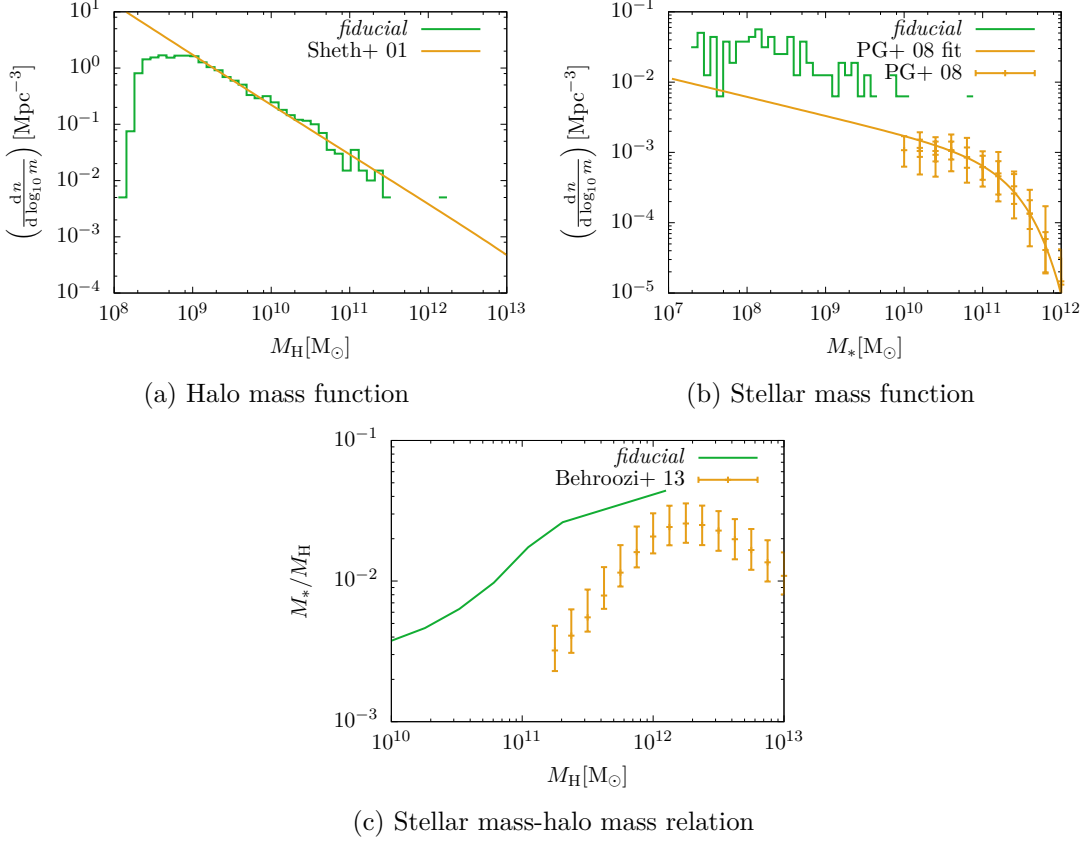 10^1
10^0
10^−1
10^−2
10^−3
10^−4
(dn/d log₁₀ m) [Mpc^−3]
fiducial
Sheth+ 01
10^8 10^9 10^10 10^11 10^12 10^13
M_H[M_⊙]
(a) Halo mass function
10^−1
10^−2
10^−3
10^−4
10^−5
(dn/d log₁₀ m) [Mpc^−3]
fiducial
PG+ 08 fit
PG+ 08
10^7 10^8 10^9 10^10 10^11 10^12
M_*[M_⊙]
(b) Stellar mass function
10^−1
10^−2
10^−3
M_*/M_H
fiducial
Behroozi+ 13
10^10 10^11 10^12 10^13
M_H[M_⊙]
(c) Stellar mass-halo mass relation